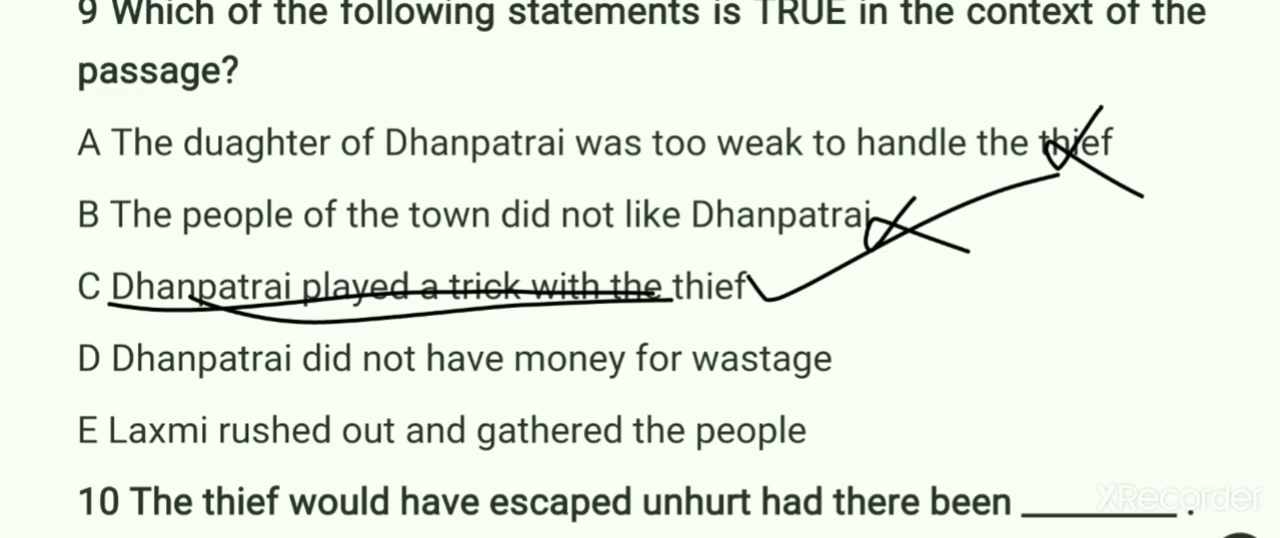 9 Which of the following statements is TRUE in the context of the
passage?
A The duaghter of Dhanpatrai was too weak to handle the thief
B The people of the town did not like Dhanpatrai
C Dhanpatrai played a trick with the thief
D Dhanpatrai did not have money for wastage
E Laxmi rushed out and gathered the people
10 The thief would have escaped unhurt had there been ________ .
XRecorder